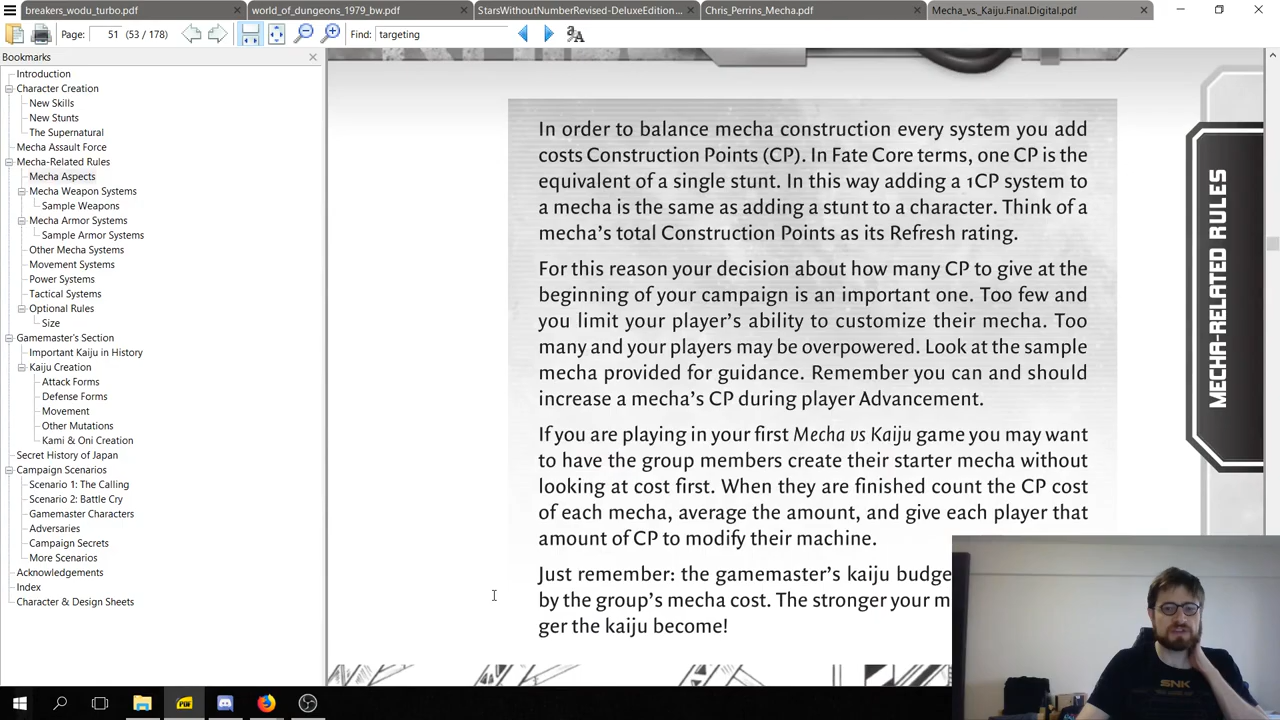 breakers_wodu_turbo.pdf
world_of_dungeons_1979_bw.pdf
StarsWithoutNumberRevised-DeluxeEdition...
Chris_Perrins_Mecha.pdf
Mecha_vs._Kaiju.Final.Digital.pdf
Page: 51 (53 / 178)
Find: targeting
Bookmarks
Introduction
Character Creation
New Skills
New Stunts
The Supernatural
Mecha Assault Force
Mecha-Related Rules
Mecha Aspects
Mecha Weapon Systems
Sample Weapons
Mecha Armor Systems
Sample Armor Systems
Other Mecha Systems
Movement Systems
Power Systems
Tactical Systems
Optional Rules
Size
Gamemaster's Section
Important Kaiju in History
Kaiju Creation
Attack Forms
Defense Forms
Movement
Other Mutations
Kami & Oni Creation
Secret History of Japan
Campaign Scenarios
Scenario 1: The Calling
Scenario 2: Battle Cry
Gamemaster Characters
Adversaries
Campaign Secrets
More Scenarios
Acknowledgements
Index
Character & Design Sheets
In order to balance mecha construction every system you add
costs Construction Points (CP). In Fate Core terms, one CP is the
equivalent of a single stunt. In this way adding a 1CP system to
a mecha is the same as adding a stunt to a character. Think of a
mecha's total Construction Points as its Refresh rating.
For this reason your decision about how many CP to give at the
beginning of your campaign is an important one. Too few and
you limit your player's ability to customize their mecha. Too
many and your players may be overpowered. Look at the sample
mecha provided for guidance. Remember you can and should
increase a mecha's CP during player Advancement.
If you are playing in your first Mecha vs Kaiju game you may want
to have the group members create their starter mecha without
looking at cost first. When they are finished count the CP cost
of each mecha, average the amount, and give each player that
amount of CP to modify their machine.
Just remember: the gamemaster's kaiju budge
by the group's mecha cost. The stronger your m
ger the kaiju become!
MECHA-RELATED RULES
SNK